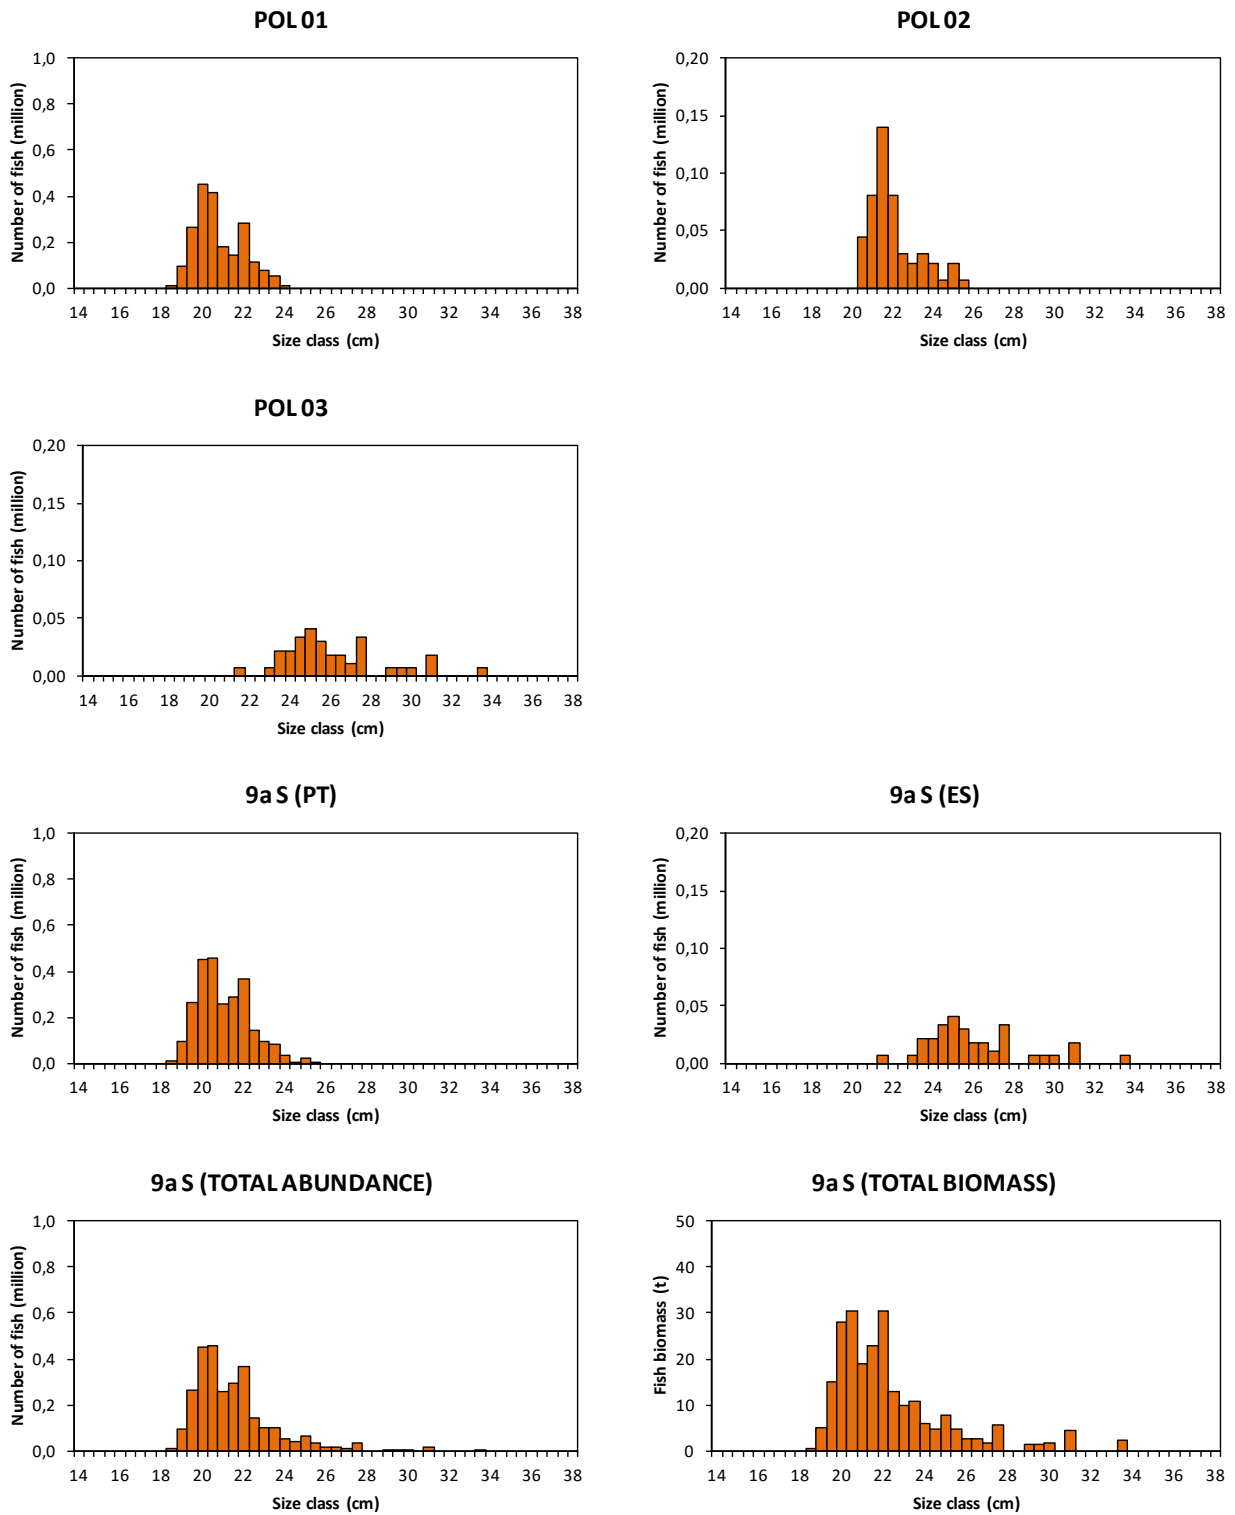 POL 01
1,0
0,8
0,6
0,4
0,2
0,0
Number of fish (million)
14 16 18 20 22 24 26 28 30 32 34 36 38
Size class (cm)
POL 02
0,20
0,15
0,10
0,05
0,00
Number of fish (million)
14 16 18 20 22 24 26 28 30 32 34 36 38
Size class (cm)
POL 03
0,20
0,15
0,10
0,05
0,00
Number of fish (million)
14 16 18 20 22 24 26 28 30 32 34 36 38
Size class (cm)
9a S (PT)
1,0
0,8
0,6
0,4
0,2
0,0
Number of fish (million)
14 16 18 20 22 24 26 28 30 32 34 36 38
Size class (cm)
9a S (ES)
0,20
0,15
0,10
0,05
0,00
Number of fish (million)
14 16 18 20 22 24 26 28 30 32 34 36 38
Size class (cm)
9a S (TOTAL ABUNDANCE)
1,0
0,8
0,6
0,4
0,2
0,0
Number of fish (million)
14 16 18 20 22 24 26 28 30 32 34 36 38
Size class (cm)
9a S (TOTAL BIOMASS)
50
40
30
20
10
0
Fish biomass (t)
14 16 18 20 22 24 26 28 30 32 34 36 38
Size class (cm)